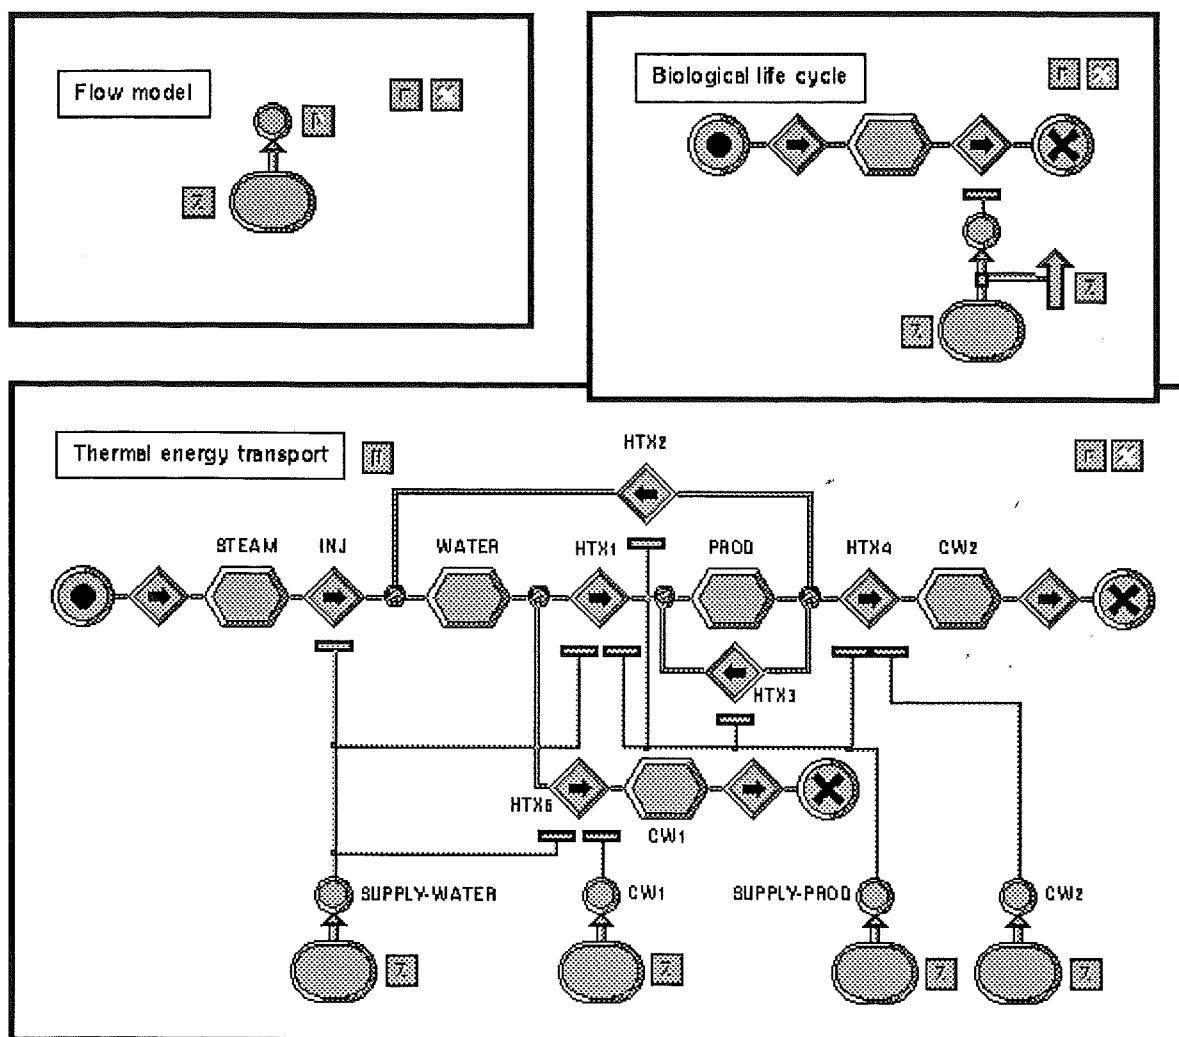 Flow model
Biological life cycle
Thermal energy transport
HTX2
STEAM
INJ
WATER
HTX1
PROD
HTX4
CW2
HTX3
HTX5
CW1
SUPPLY-WATER
CW1
SUPPLY-PROD
CW2